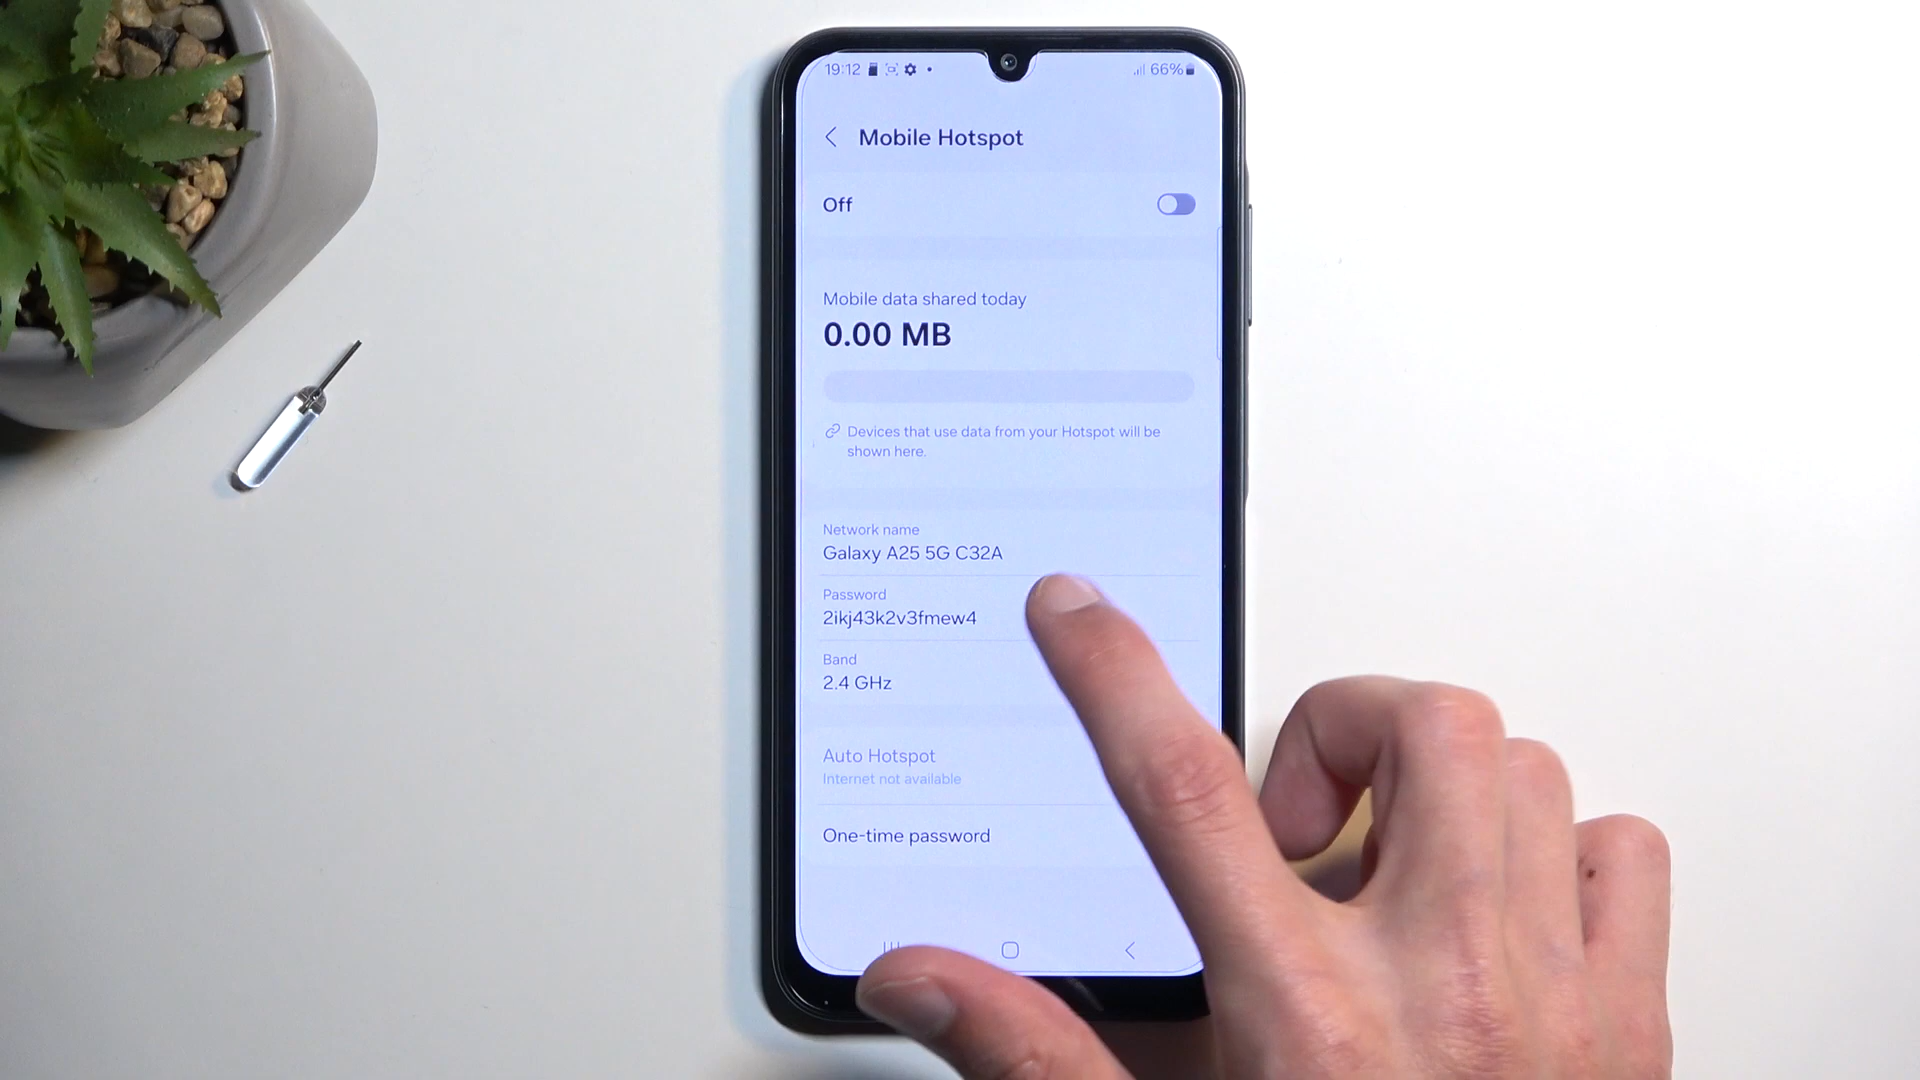 19:12
66%
Mobile Hotspot
Off
Mobile data shared today
0.00 MB
Devices that use data from your Hotspot will be
shown here.
Network name
Galaxy A25 5G C32A
Password
2ikj43k2v3fmew4
Band
2.4 GHz
Auto Hotspot
Internet not available
One-time password